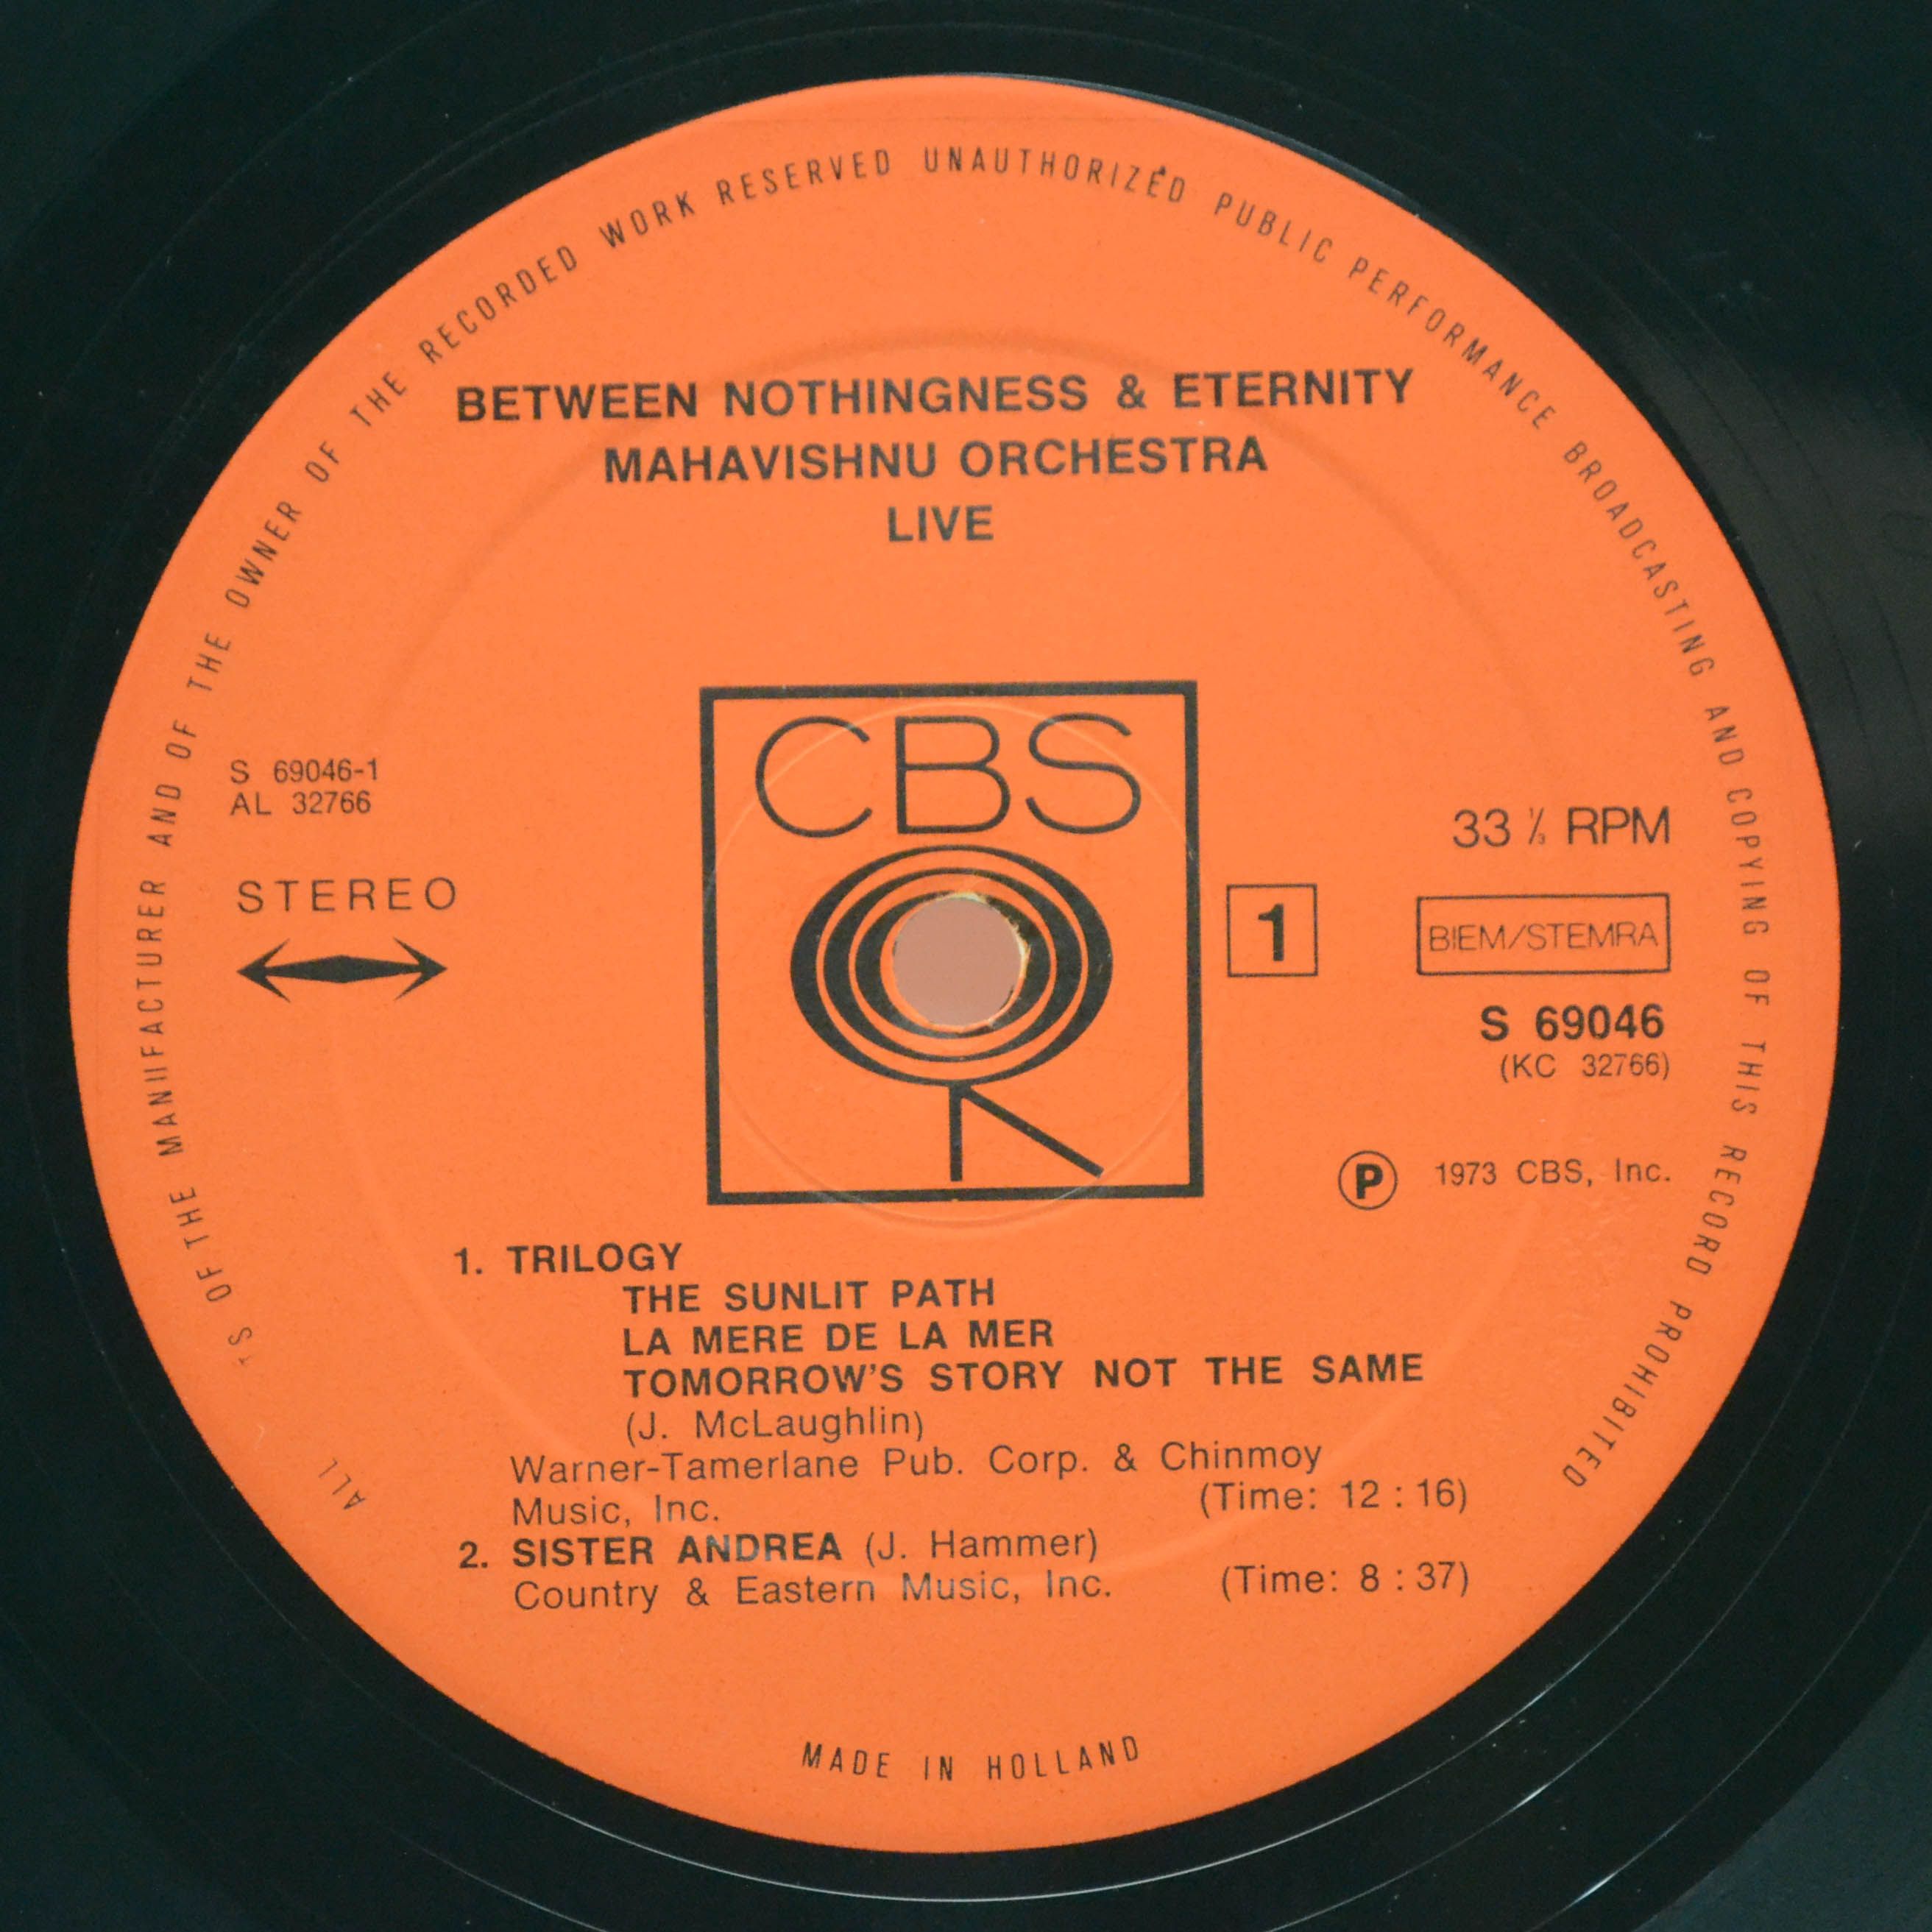 ALL TS OF THE MANUFACTURER AND OF THE OWNER OF THE RECORDED WORK RESERVED UNAUTHORIZED PUBLIC PERFORMANCE BROADCASTING AND COPYING OF THIS RECORD PROHIBITED
BETWEEN NOTHINGNESS & ETERNITY
MAHAVISHNU ORCHESTRA
LIVE
S 69046-1
AL 32766
STEREO
CBS
1
33 ⅓ RPM
BIEM/STEMRA
S 69046
(KC 32766)
Ⓟ 1973 CBS, Inc.
1. TRILOGY
THE SUNLIT PATH
LA MERE DE LA MER
TOMORROW'S STORY NOT THE SAME
(J. McLaughlin)
Warner-Tamerlane Pub. Corp. & Chinmoy
Music, Inc. (Time: 12 : 16)
2. SISTER ANDREA (J. Hammer)
Country & Eastern Music, Inc. (Time: 8 : 37)
MADE IN HOLLAND